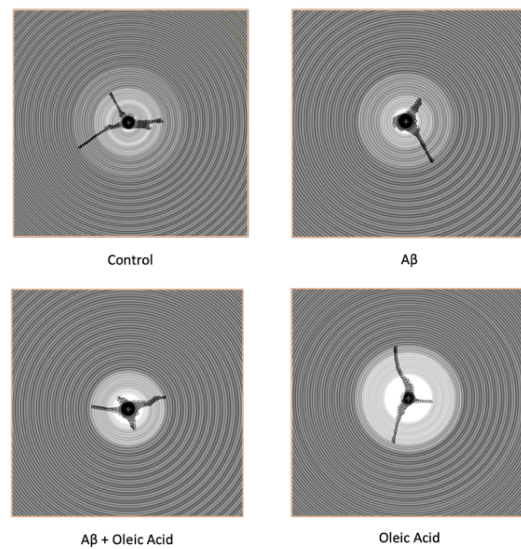 Control
Aβ
Aβ + Oleic Acid
Oleic Acid